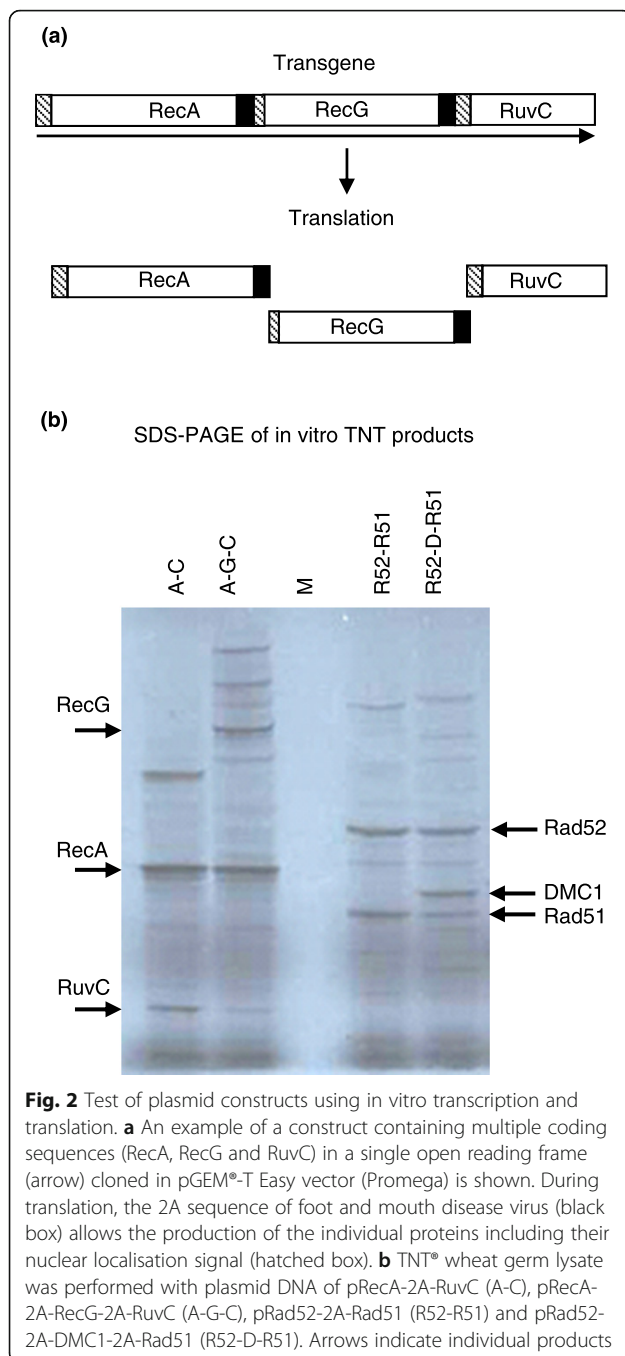 (a)
Transgene
RecA RecG RuvC
Translation
RecA RuvC
RecG
(b)
SDS-PAGE of in vitro TNT products
A-C A-G-C M R52-R51 R52-D-R51
RecG
RecA
RuvC
Rad52
DMC1
Rad51
Fig. 2 Test of plasmid constructs using in vitro transcription and
translation. a An example of a construct containing multiple coding
sequences (RecA, RecG and RuvC) in a single open reading frame
(arrow) cloned in pGEM®-T Easy vector (Promega) is shown. During
translation, the 2A sequence of foot and mouth disease virus (black
box) allows the production of the individual proteins including their
nuclear localisation signal (hatched box). b TNT® wheat germ lysate
was performed with plasmid DNA of pRecA-2A-RuvC (A-C), pRecA-
2A-RecG-2A-RuvC (A-G-C), pRad52-2A-Rad51 (R52-R51) and pRad52-
2A-DMC1-2A-Rad51 (R52-D-R51). Arrows indicate individual products